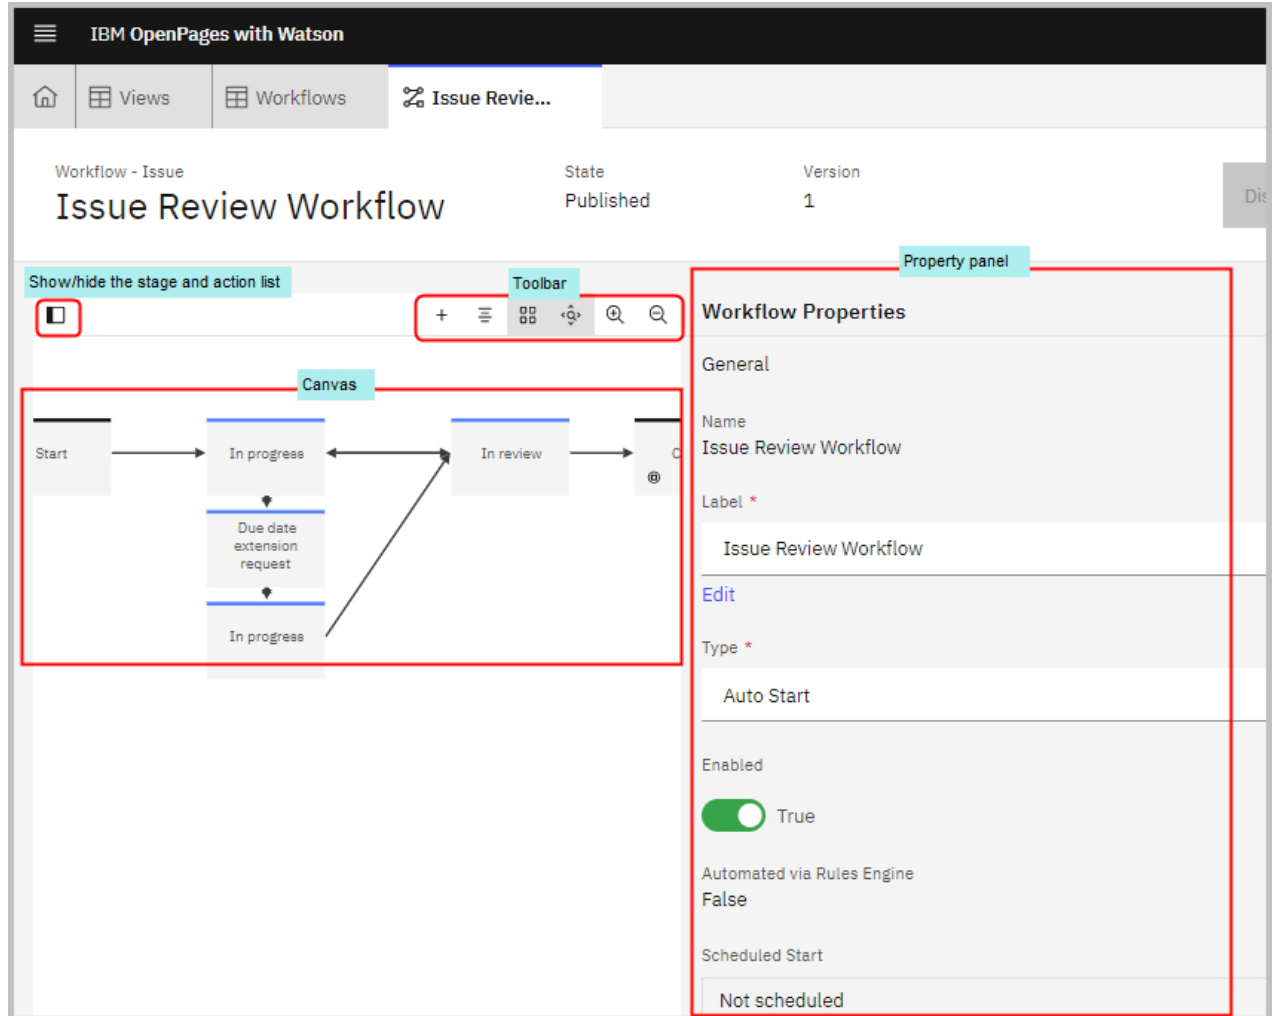 IBM OpenPages with Watson
Views
Workflows
Issue Revie...
Workflow - Issue
Issue Review Workflow
State
Published
Version
1
Dis
Show/hide the stage and action list
Toolbar
Property panel
Workflow Properties
General
Canvas
Name
Issue Review Workflow
Start
In progress
In review
C
Label *
Issue Review Workflow
Due date
extension
request
Edit
In progress
Type *
Auto Start
Enabled
True
Automated via Rules Engine
False
Scheduled Start
Not scheduled